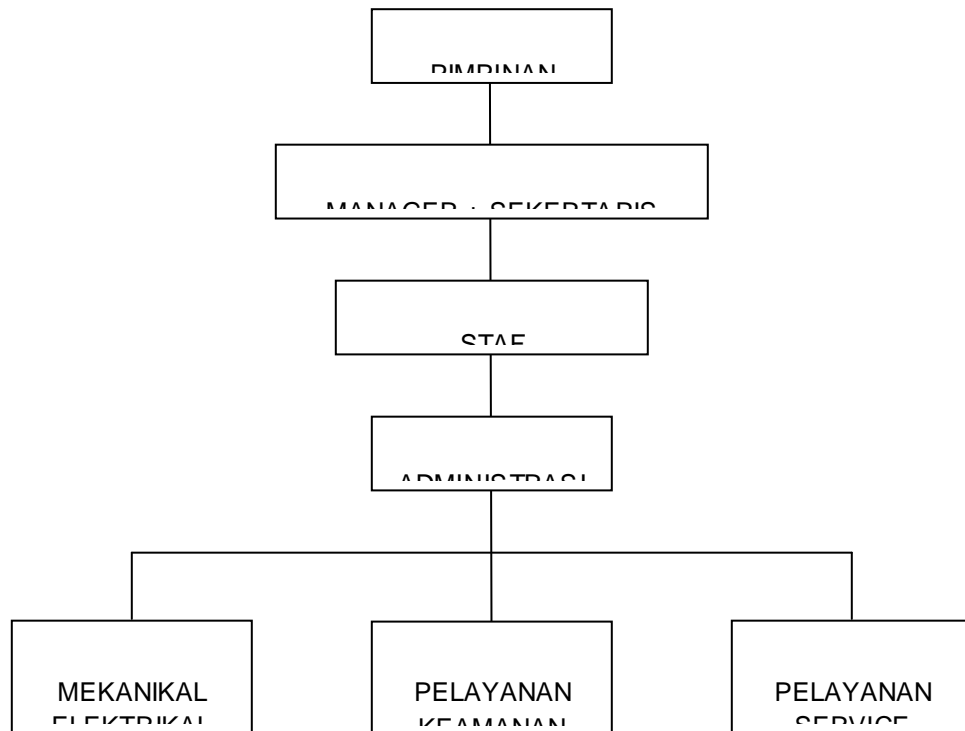 PIMPINAN
MANAGER + SEKERTARIS
STAF
ADMINISTRASI
MEKANIKAL
ELEKTRIKAL
PELAYANAN
KEAMANAN
PELAYANAN
SERVICE